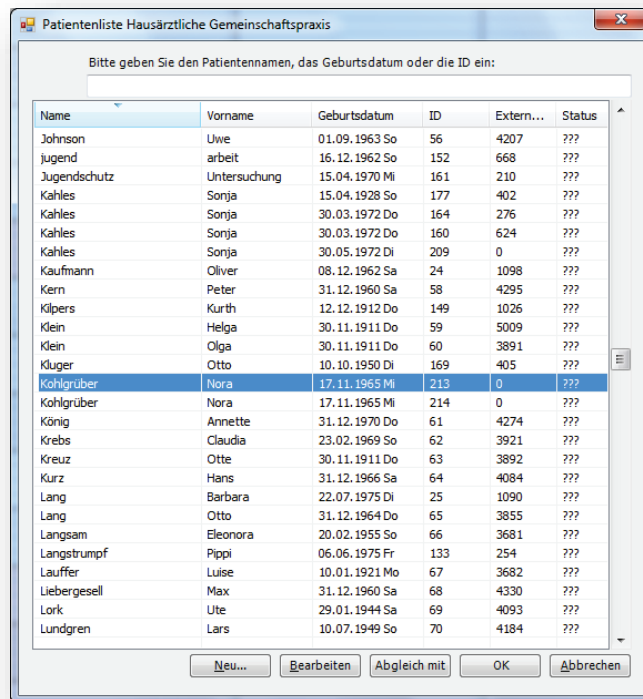 Patientenliste Hausärztliche Gemeinschaftspraxis
Bitte geben Sie den Patientennamen, das Geburtsdatum oder die ID ein:
Name Vorname Geburtsdatum ID Extern... Status
Johnson Uwe 01.09.1963 So 56 4207 ???
jugend arbeit 16.12.1962 So 152 668 ???
Jugendschutz Untersuchung 15.04.1970 Mi 161 210 ???
Kahles Sonja 15.04.1928 So 177 402 ???
Kahles Sonja 30.03.1972 Do 164 276 ???
Kahles Sonja 30.03.1972 Do 160 624 ???
Kahles Sonja 30.05.1972 Di 209 0 ???
Kaufmann Oliver 08.12.1962 Sa 24 1098 ???
Kern Peter 31.12.1960 Sa 58 4295 ???
Kilpers Kurth 12.12.1912 Do 149 1026 ???
Klein Helga 30.11.1911 Do 59 5009 ???
Klein Olga 30.11.1911 Do 60 3891 ???
Kluger Otto 10.10.1950 Di 169 405 ???
Kohlgrüber Nora 17.11.1965 Mi 213 0 ???
Kohlgrüber Nora 17.11.1965 Mi 214 0 ???
König Annette 31.12.1970 Do 61 4274 ???
Krebs Claudia 23.02.1969 So 62 3921 ???
Kreuz Otte 30.11.1911 Do 63 3892 ???
Kurz Hans 31.12.1966 Sa 64 4084 ???
Lang Barbara 22.07.1975 Di 25 1090 ???
Lang Otto 31.12.1964 Do 65 3855 ???
Langsam Eleonora 20.02.1955 So 66 3681 ???
Langstrumpf Pippi 06.06.1975 Fr 133 254 ???
Lauffer Luise 10.01.1921 Mo 67 3682 ???
Liebergesell Max 31.12.1960 Sa 68 4330 ???
Lork Ute 29.01.1944 Sa 69 4093 ???
Lundgren Lars 10.07.1949 So 70 4184 ???
Neu... Bearbeiten Abgleich mit OK Abbrechen